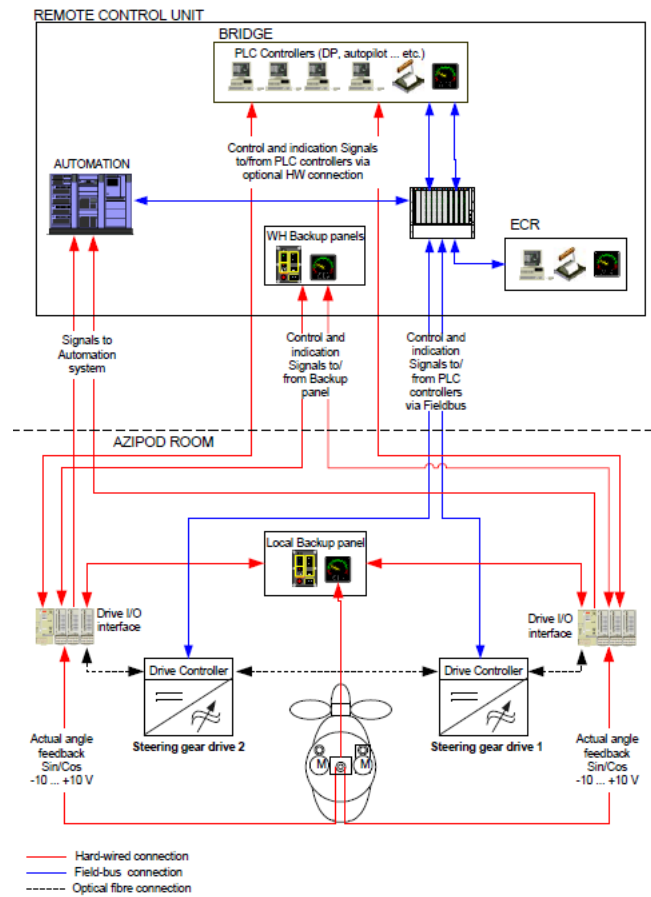 REMOTE CONTROL UNIT
BRIDGE
PLC Controllers (DP, autopilot ... etc.)
Control and indication Signals
to/from PLC controllers via
optional HW connection
AUTOMATION
WH Backup panels
ECR
Signals to
Automation
system
Control and
indication
Signals to/
from Backup
panel
Control and
indication
Signals to/
from PLC
controllers
via Fieldbus
AZIPOD ROOM
Local Backup panel
Drive I/O
interface
Drive I/O
interface
Drive Controller
Drive Controller
Steering gear drive 2
Steering gear drive 1
M
M
Actual angle
feedback
Sin/Cos
-10 ... +10 V
Actual angle
feedback
Sin/Cos
-10 ... +10 V
Hard-wired connection
Field-bus connection
Optical fibre connection